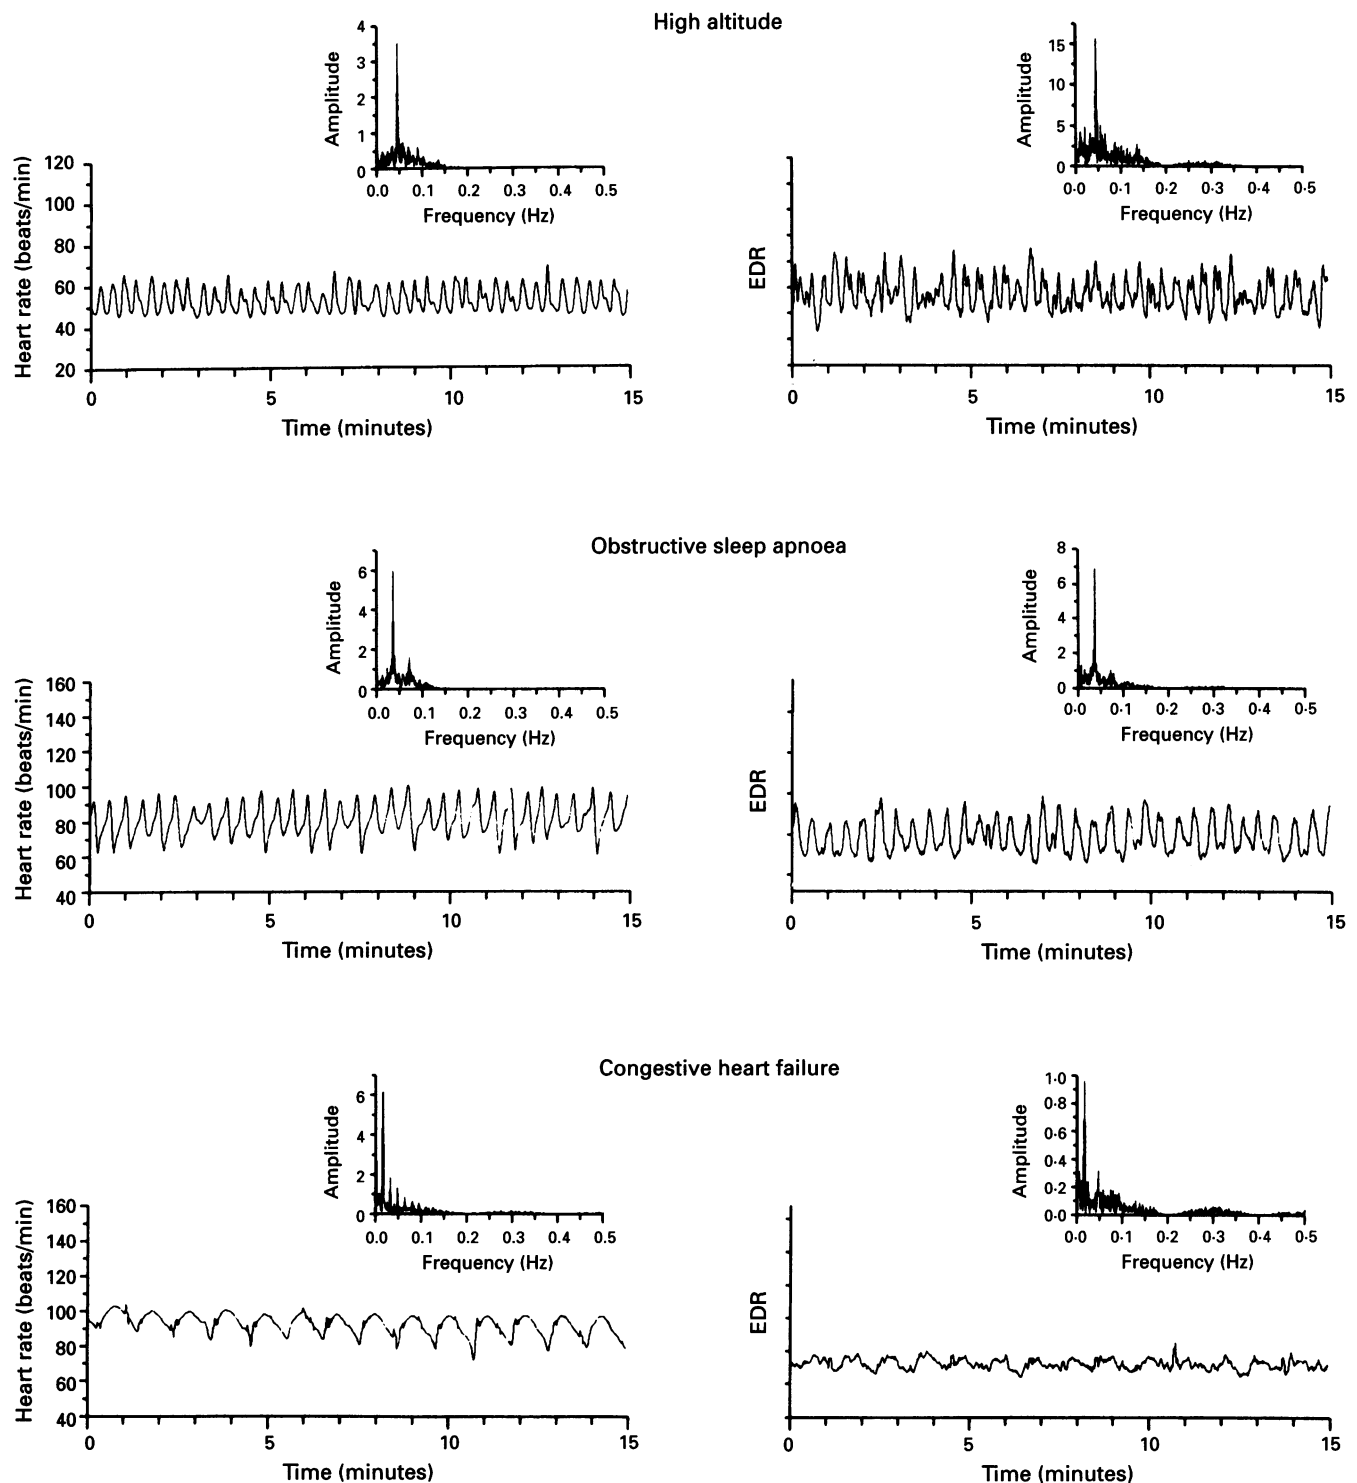 High altitude
Amplitude
4
3
2
1
0
0.0 0.1 0.2 0.3 0.4 0.5
Frequency (Hz)
Heart rate (beats/min)
120
100
80
60
40
20
0 5 10 15
Time (minutes)
Amplitude
15
10
5
0
0·0 0·1 0·2 0·3 0·4 0·5
Frequency (Hz)
EDR
0 5 10 15
Time (minutes)
Obstructive sleep apnoea
Amplitude
6
4
2
0
0.0 0.1 0.2 0.3 0.4 0.5
Frequency (Hz)
Heart rate (beats/min)
160
140
120
100
80
60
40
0 5 10 15
Time (minutes)
Amplitude
8
6
4
2
0
0·0 0·1 0·2 0·3 0·4 0·5
Frequency (Hz)
EDR
0 5 10 15
Time (minutes)
Congestive heart failure
Amplitude
6
4
2
0
0.0 0.1 0.2 0.3 0.4 0.5
Frequency (Hz)
Heart rate (beats/min)
160
140
120
100
80
60
40
0 5 10 15
Time (minutes)
Amplitude
1·0
0·8
0·6
0·4
0·2
0·0
0·0 0·1 0·2 0·3 0·4 0·5
Frequency (Hz)
EDR
0 5 10 15
Time (minutes)